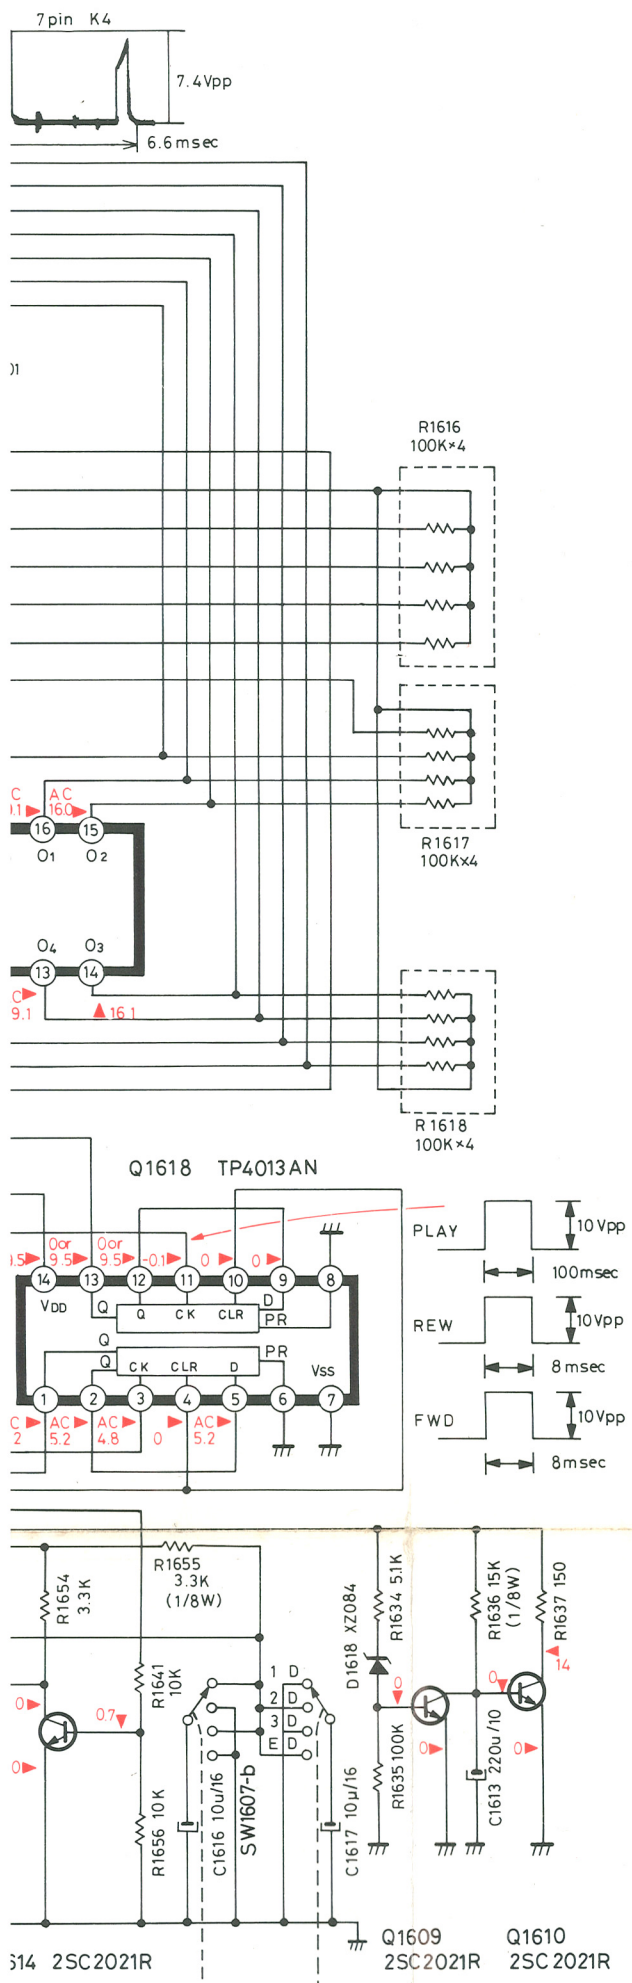 7pin K4
7.4Vpp
6.6msec
01
R1616
100K×4
C AC
9.1 16.0
16 15
O1 O2
R1617
100K×4
O4 O3
13 14
C
9.1 16.1
R1618
100K×4
Q1618 TP4013AN
PLAY 10Vpp
100msec
REW 10Vpp
8msec
FWD 10Vpp
8msec
0or 0or
9.5 9.5 9.5 -0.1 0 0
14 13 12 11 10 9 8
VDD Q Q CK CLR D PR
Q Q CK CLR D PR VSS
1 2 3 4 5 6 7
C AC AC AC
2 5.2 4.8 0 5.2
R1655
3.3K
(1/8W)
R1654
3.3K
R1641
10K
0
0.7
0
R1656 10K
C1616 10u/16
SW1607-b
1 D
2 D
3 D
E D
C1617 10μ/16
D1618 XZ084
R1634 5.1K
R1635 100K
0
0
R1636 15K
(1/8W)
R1637 150
14
0
0
C1613 220u/10
Q1609
2SC2021R
Q1610
2SC2021R
614 2SC2021R